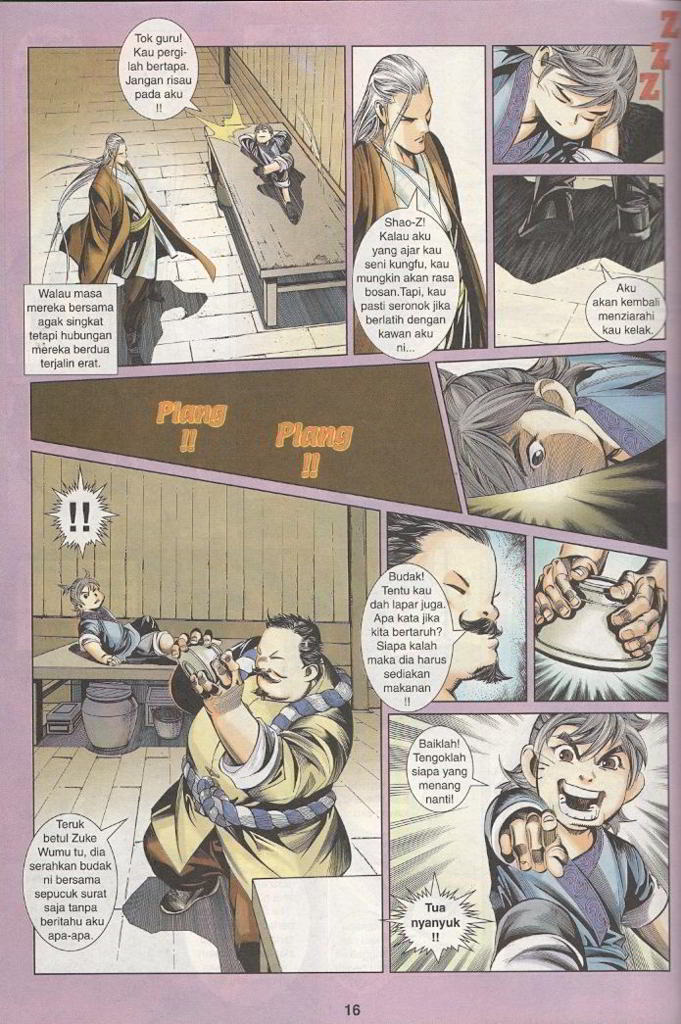 Tok guru!
Kau pergi-
lah bertapa.
Jangan risau
pada aku
!!
Walau masa
mereka bersama
agak singkat
tetapi hubungan
mereka berdua
terjalin erat.
Shao-Z!
Kalau aku
yang ajar kau
seni kungfu, kau
mungkin akan rasa
bosan.Tapi, kau
pasti seronok jika
berlatih dengan
kawan aku
ni...
Z
Z
Z
Aku
akan kembali
menziarahi
kau kelak.
Plang
!!
Plang
!!
!!
Teruk
betul Zuke
Wumu tu, dia
serahkan budak
ni bersama
sepucuk surat
saja tanpa
beritahu aku
apa-apa.
Budak!
Tentu kau
dah lapar juga.
Apa kata jika
kita bertaruh?
Siapa kalah
maka dia harus
sediakan
makanan
!!
Baiklah!
Tengoklah
siapa yang
menang
nanti!
Tua
nyanyuk
!!
16